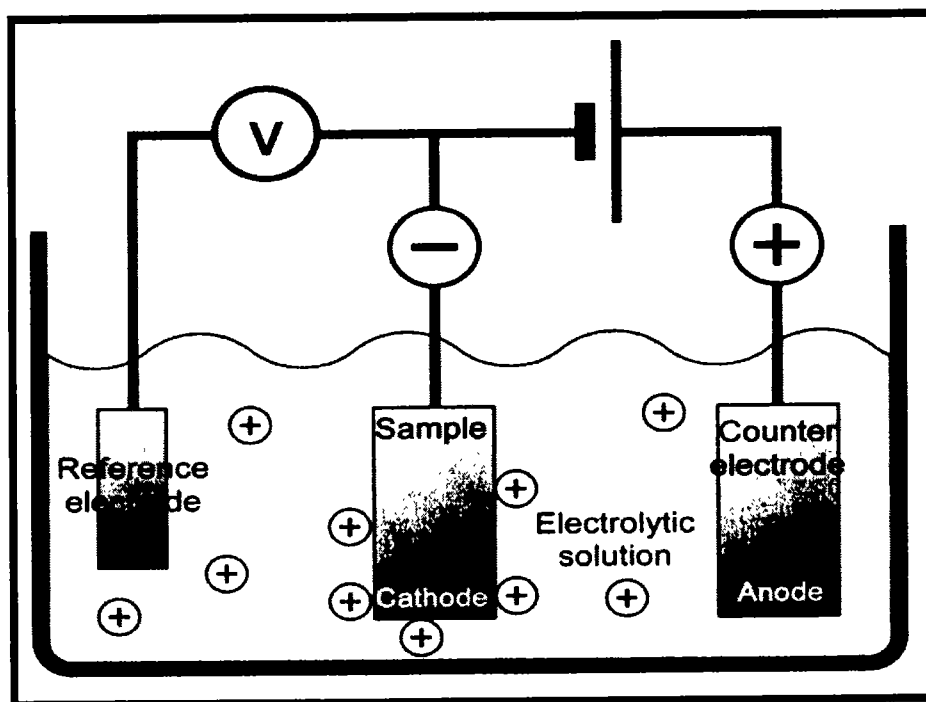 V
−
+
+
+
+
+
+
+
+
+
+
+
Reference
electrode
Sample
Cathode
Electrolytic
solution
Counter
electrode
Anode